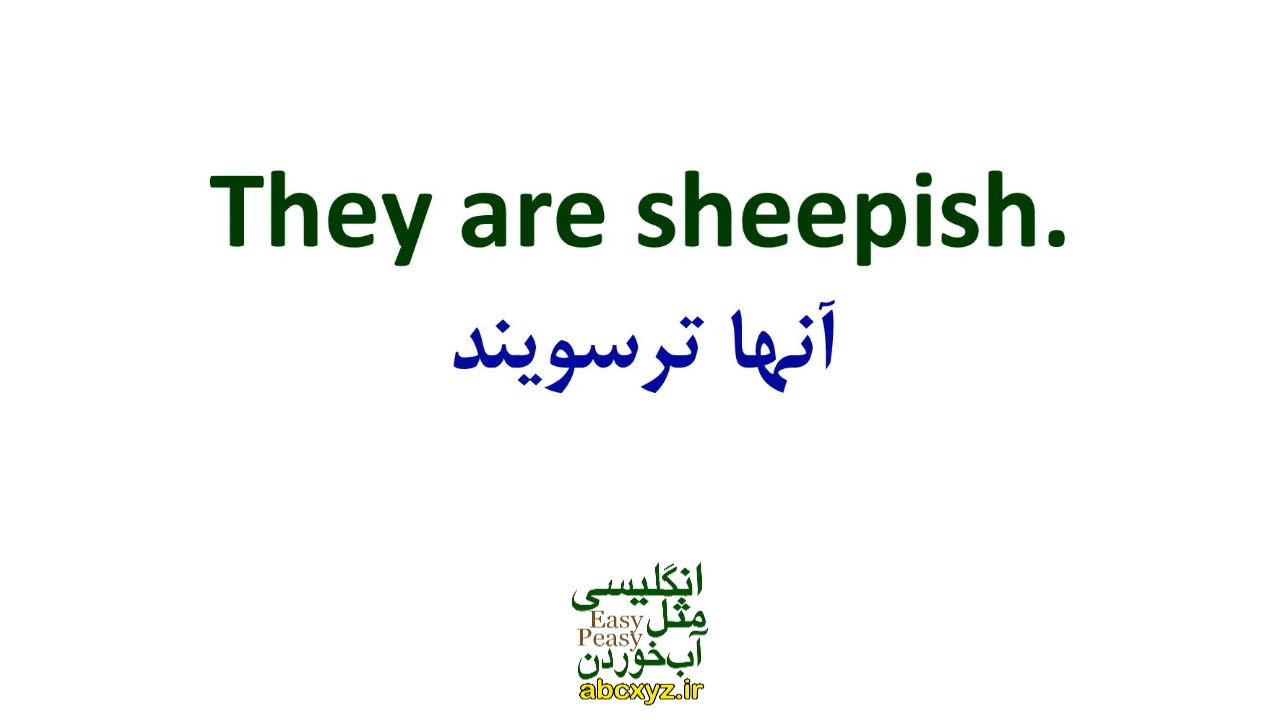 They are sheepish.
آنها ترسویند
انگلیسی
مثل Easy
Peasy
آب‌خوردن
abcxyz.ir